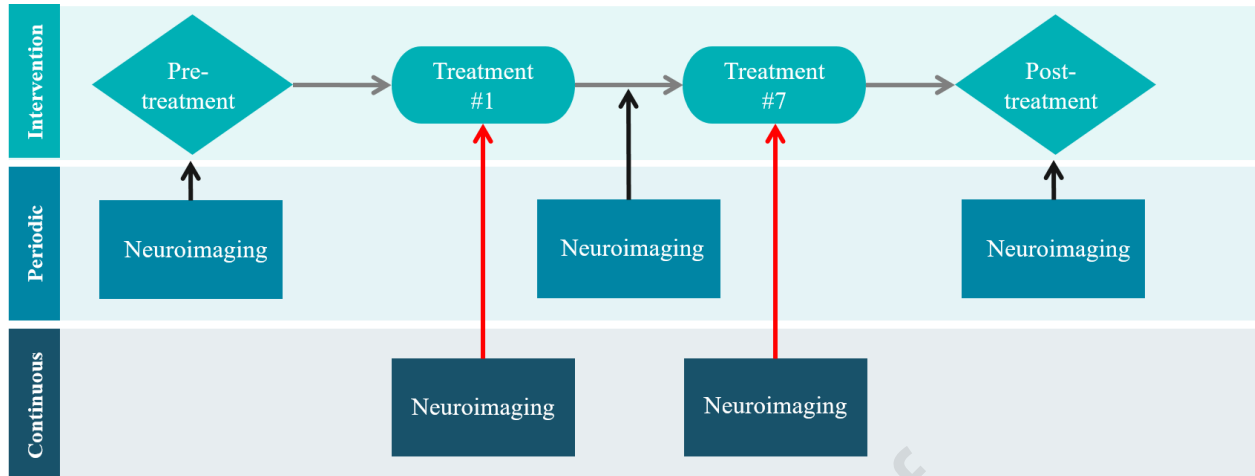 Intervention
Pre-
treatment
Treatment
#1
Treatment
#7
Post-
treatment
Periodic
Neuroimaging
Neuroimaging
Neuroimaging
Continuous
Neuroimaging
Neuroimaging
f